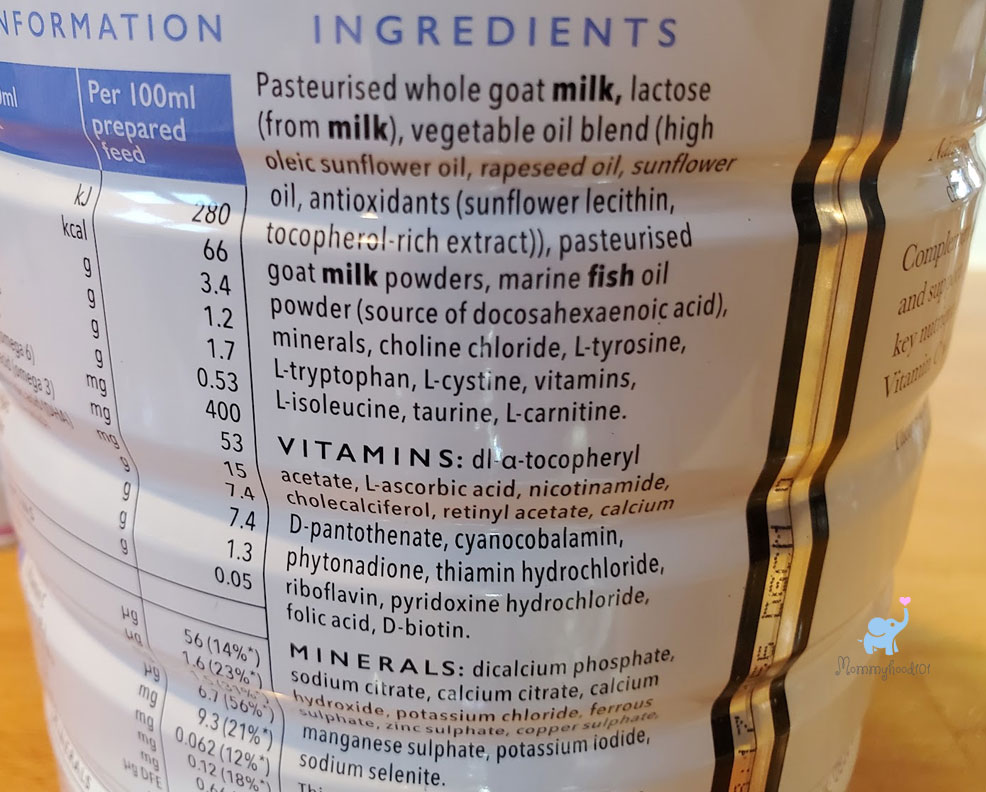 NFORMATION
Per 100ml
prepared
feed
kJ 280
kcal 66
g 3.4
g 1.2
g 1.7
g 0.53
mg 400
mg 53
mg 15
g 7.4
g 7.4
g 1.3
g 0.05
µg 56 (14%*)
µg 1.6 (23%*)
µg 6.7 (56%*)
mg 9.3 (21%*)
mg 0.062 (12%*)
mg 0.12 (18%*)
µg DFE
INGREDIENTS
Pasteurised whole goat milk, lactose
(from milk), vegetable oil blend (high
oleic sunflower oil, rapeseed oil, sunflower
oil, antioxidants (sunflower lecithin,
tocopherol-rich extract)), pasteurised
goat milk powders, marine fish oil
powder (source of docosahexaenoic acid),
minerals, choline chloride, L-tyrosine,
L-tryptophan, L-cystine, vitamins,
L-isoleucine, taurine, L-carnitine.
VITAMINS: dl-α-tocopheryl
acetate, L-ascorbic acid, nicotinamide,
cholecalciferol, retinyl acetate, calcium
D-pantothenate, cyanocobalamin,
phytonadione, thiamin hydrochloride,
riboflavin, pyridoxine hydrochloride,
folic acid, D-biotin.
MINERALS: dicalcium phosphate,
sodium citrate, calcium citrate, calcium
hydroxide, potassium chloride, ferrous
sulphate, zinc sulphate, copper sulphate,
manganese sulphate, potassium iodide,
sodium selenite.
and
key
Vitamin
Mommyhood101